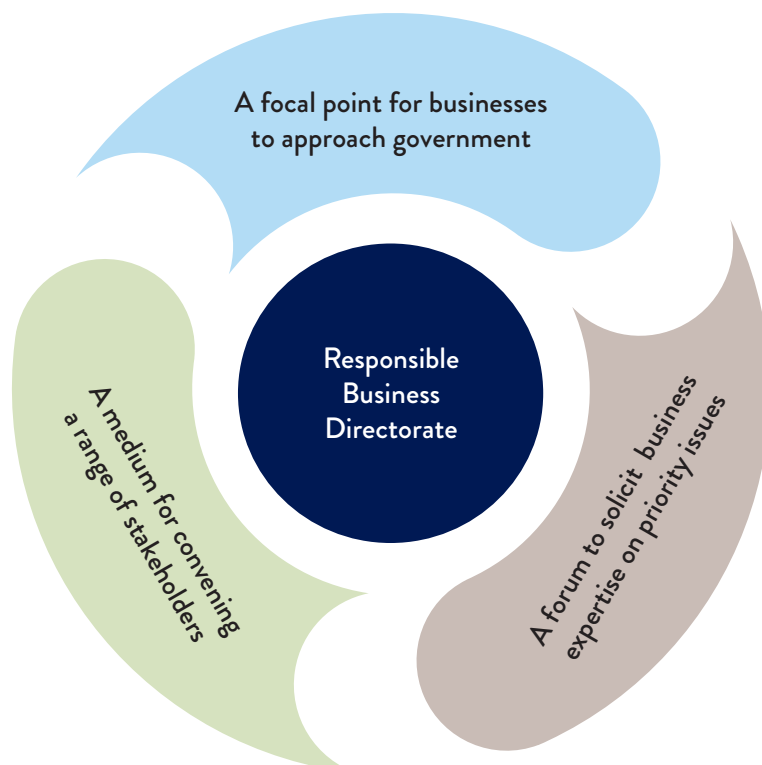 A focal point for businesses
to approach government
Responsible
Business
Directorate
A forum to solicit business
expertise on priority issues
A medium for convening
a range of stakeholders